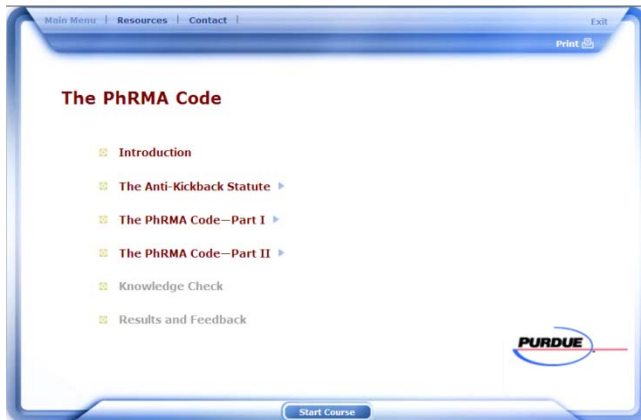 Main Menu | Resources | Contact |
Exit
Print
The PhRMA Code
Introduction
The Anti-Kickback Statute
The PhRMA Code—Part I
The PhRMA Code—Part II
Knowledge Check
Results and Feedback
PURDUE
Start Course